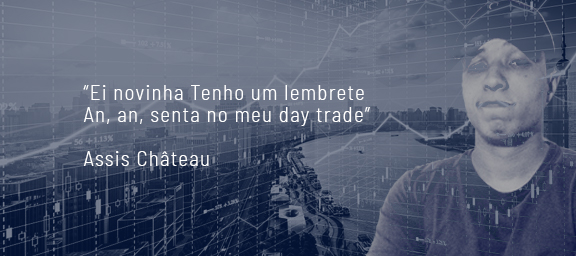 “Ei novinha Tenho um lembrete
An, an, senta no meu day trade”
Assis Château